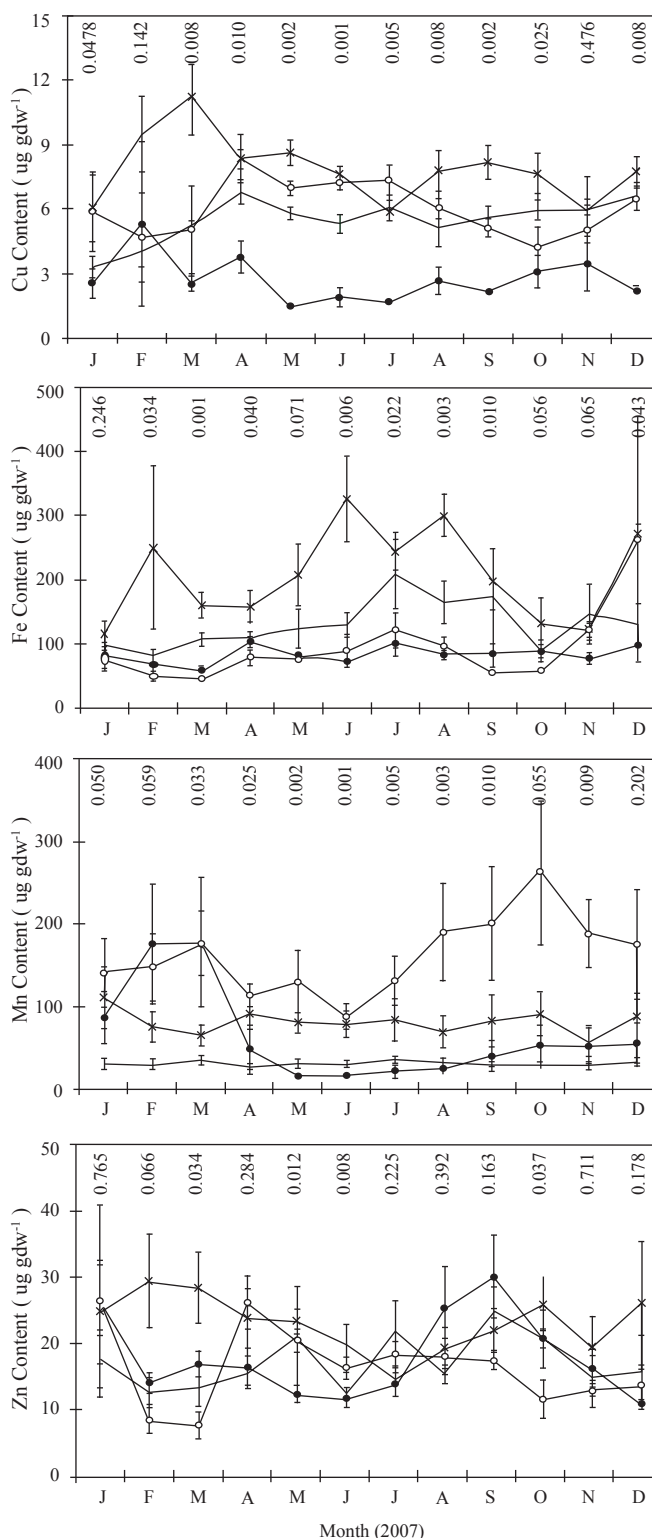 Cu Content ( ug gdw-1)
15
12
9
6
3
0
0.0478 0.142 0.008 0.010 0.002 0.001 0.005 0.008 0.002 0.025 0.476 0.008
J F M A M J J A S O N D
Fe Content ( ug gdw-1)
500
400
300
200
100
0
0.246 0.034 0.001 0.040 0.071 0.006 0.022 0.003 0.010 0.056 0.065 0.043
J F M A M J J A S O N D
Mn Content ( ug gdw-1)
400
300
200
100
0
0.050 0.059 0.033 0.025 0.002 0.001 0.005 0.003 0.010 0.055 0.009 0.202
J F M A M J J A S O N D
Zn Content ( ug gdw-1)
50
40
30
20
10
0
0.765 0.066 0.034 0.284 0.012 0.008 0.225 0.392 0.163 0.037 0.711 0.178
J F M A M J J A S O N D
Month (2007)